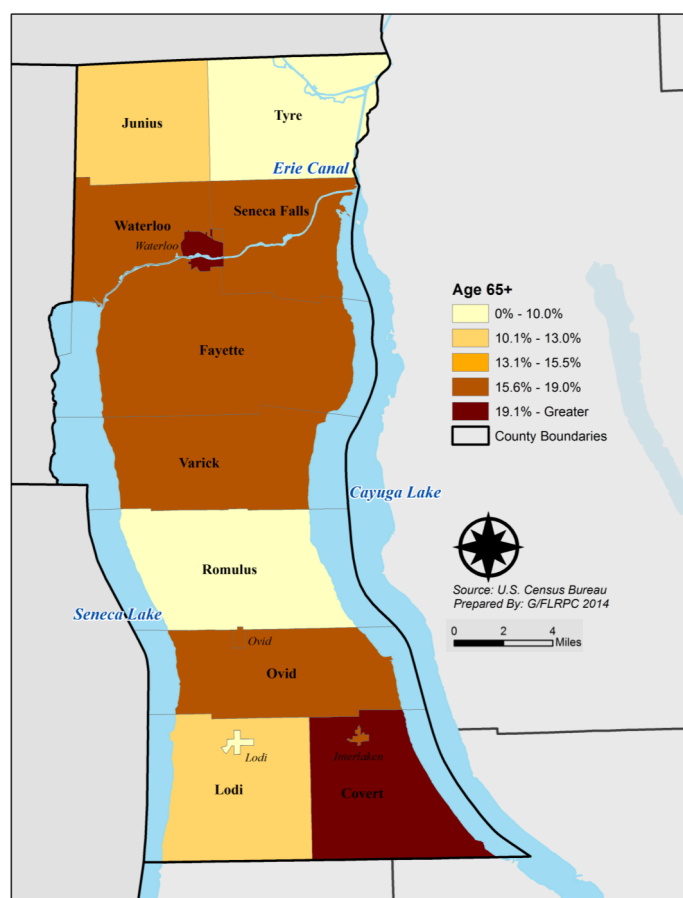 Junius
Tyre
Erie Canal
Seneca Falls
Waterloo
Waterloo
Age 65+
0% - 10.0%
10.1% - 13.0%
13.1% - 15.5%
15.6% - 19.0%
19.1% - Greater
County Boundaries
Fayette
Varick
Cayuga Lake
Romulus
Seneca Lake
Source: U.S. Census Bureau
Prepared By: G/FLRPC 2014
0 2 4
Miles
Ovid
Ovid
Lodi
Interlaken
Lodi
Covert